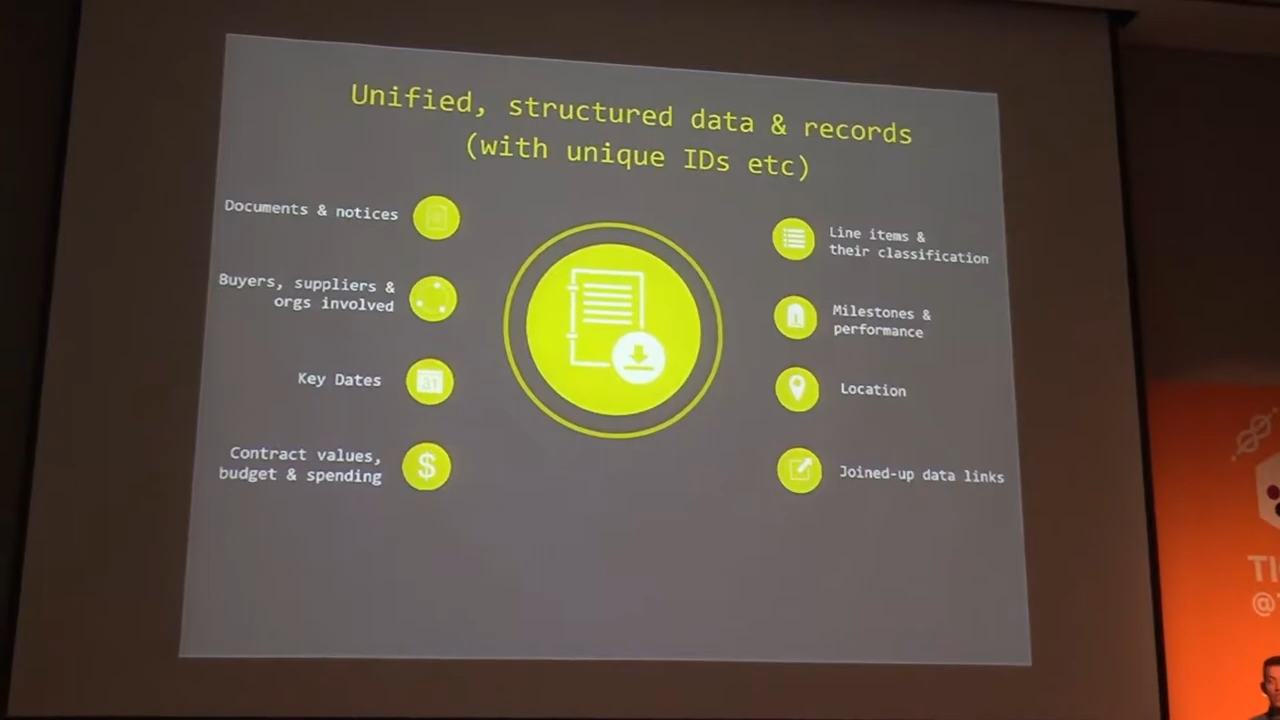 Unified, structured data & records
(with unique IDs etc)
Documents & notices
Buyers, suppliers &
orgs involved
Key Dates
31
Contract values,
budget & spending
$
Line items &
their classification
Milestones &
performance
Location
Joined-up data links